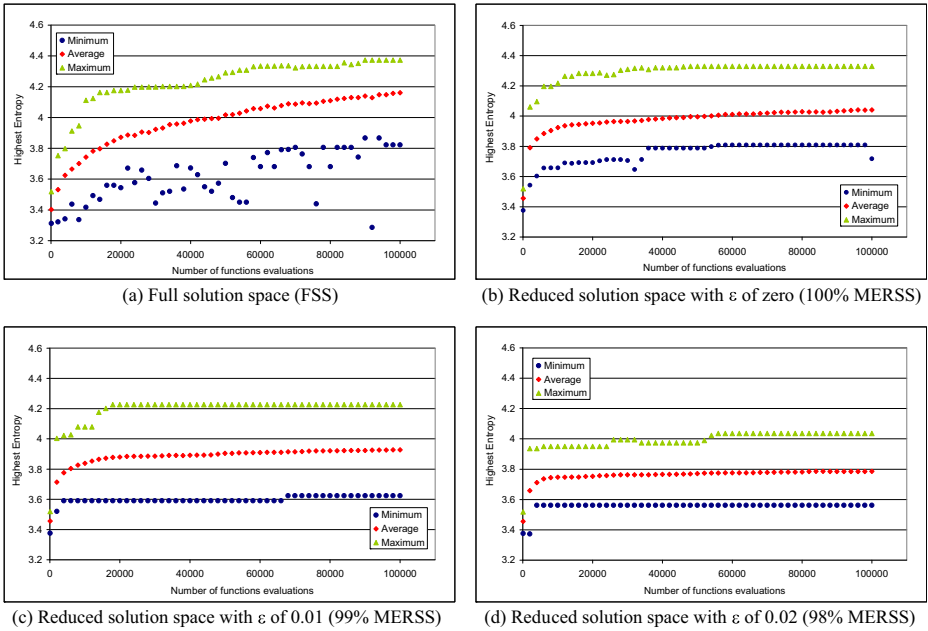 4.6
4.4
4.2
4
3.8
3.6
3.4
3.2
Highest Entropy
Minimum
Average
Maximum
0 20000 40000 60000 80000 100000
Number of functions evaluations
(a) Full solution space (FSS)
4.6
4.4
4.2
4
3.8
3.6
3.4
3.2
Highest Entropy
Minimum
Average
Maximum
0 20000 40000 60000 80000 100000
Number of functions evaluations
(b) Reduced solution space with ε of zero (100% MERSS)
4.6
4.4
4.2
4
3.8
3.6
3.4
3.2
Highest Entropy
Minimum
Average
Maximum
0 20000 40000 60000 80000 100000
Number of functions evaluations
(c) Reduced solution space with ε of 0.01 (99% MERSS)
4.6
4.4
4.2
4
3.8
3.6
3.4
3.2
Highest Entropy
Minimum
Average
Maximum
0 20000 40000 60000 80000 100000
Number of functions evaluations
(d) Reduced solution space with ε of 0.02 (98% MERSS)